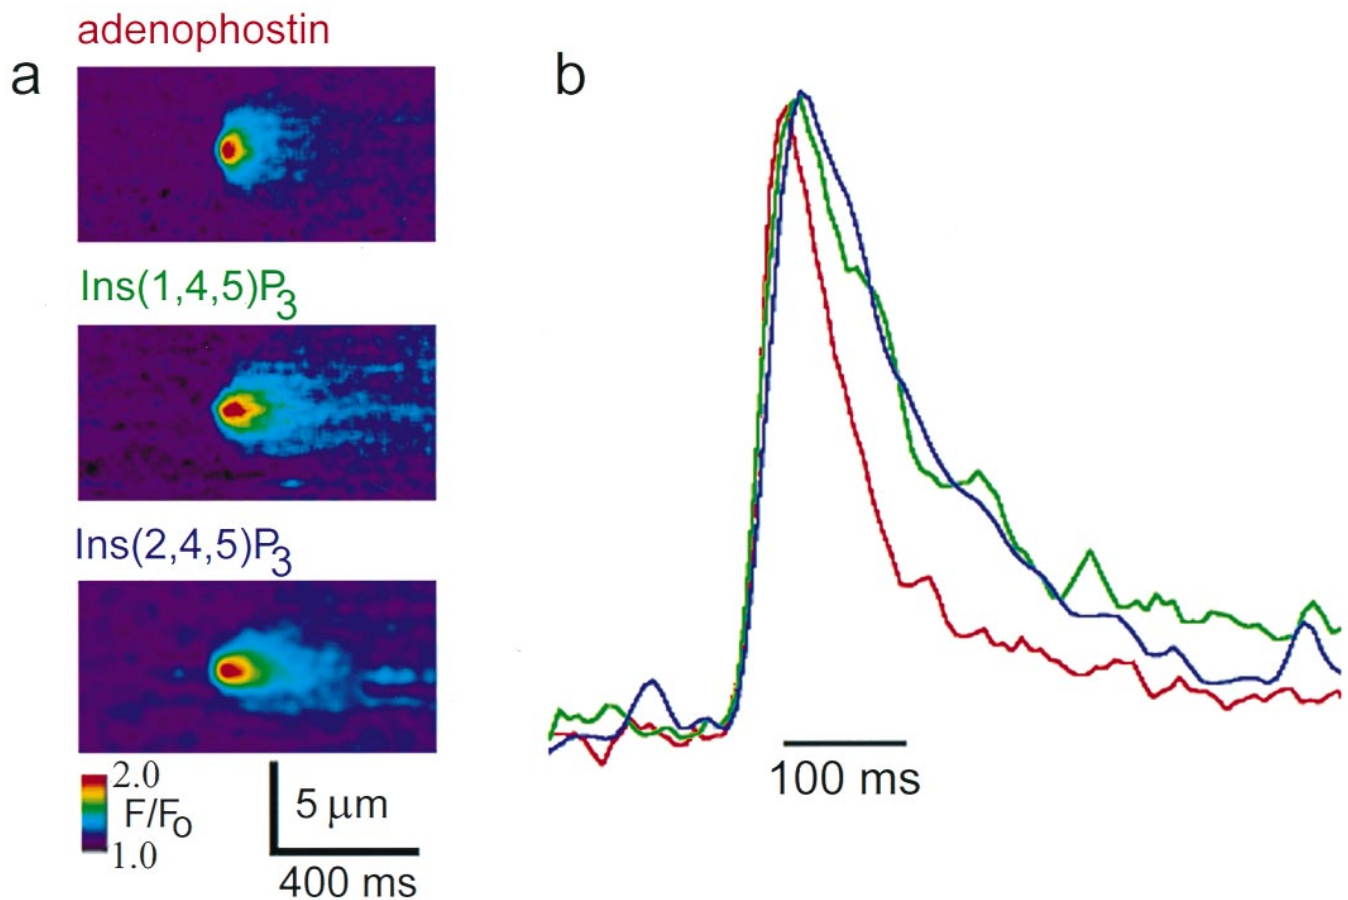 adenophostin
a
b
Ins(1,4,5)P3
Ins(2,4,5)P3
2.0
F/Fo
1.0
5 μm
400 ms
100 ms